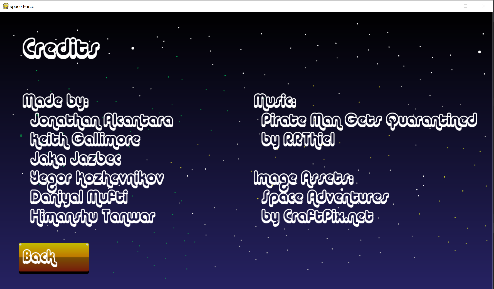 Credits
Made by:
Jonathan Alcantara
Keith Gallimore
Jaka Jazbec
Yegor Kozhevnikov
Daniyal Mufti
Himanshu Tanwar
Music:
Pirate Man Gets Quarantined
by RRThiel
Image Assets:
Space Adventures
by CraftPix.net
Back